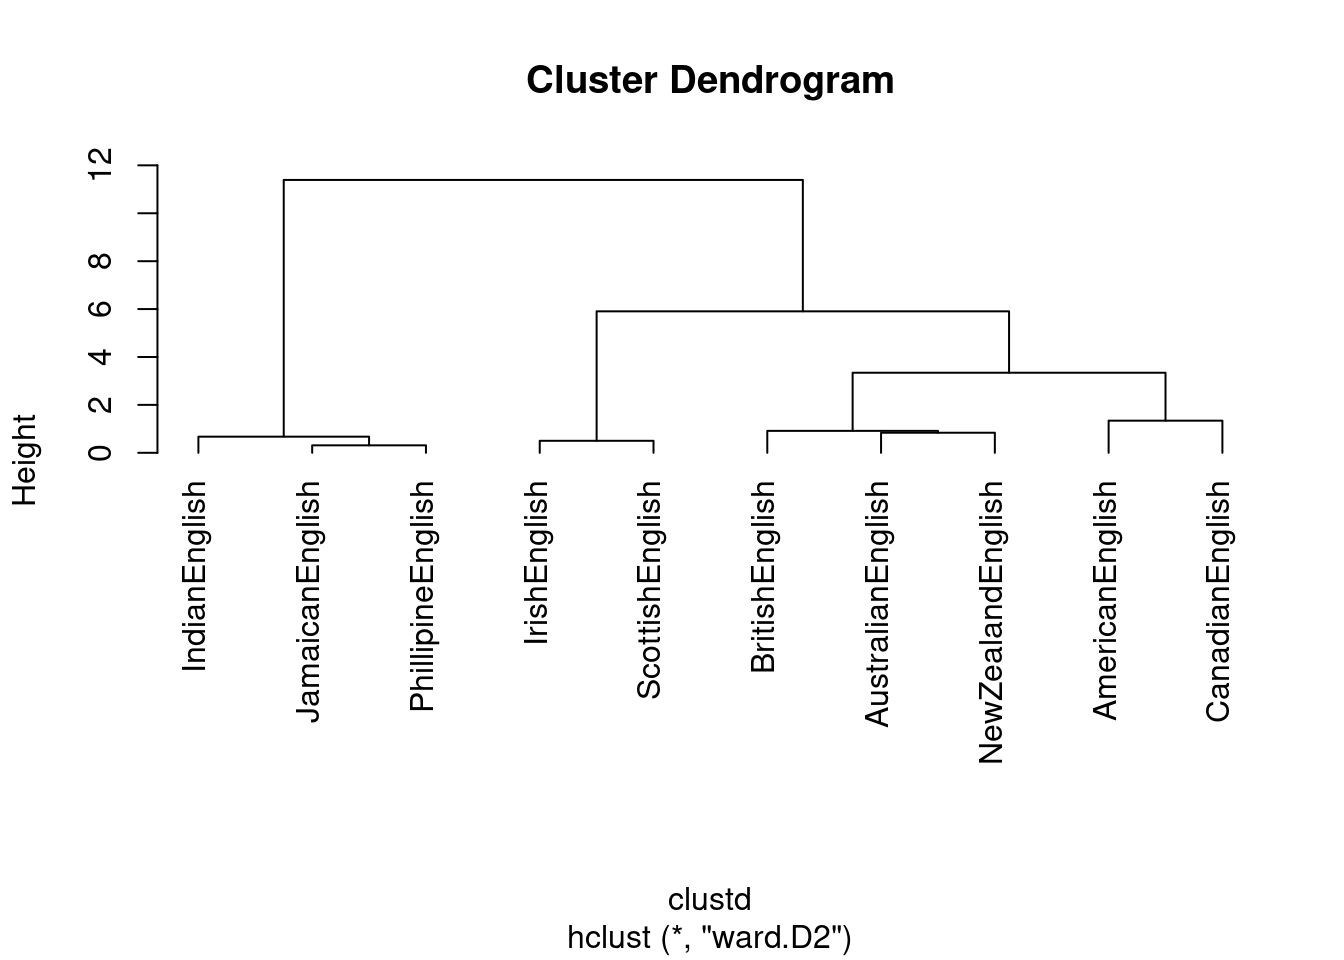 Cluster Dendrogram
Height
12
8
6
4
2
0
IndianEnglish
JamaicanEnglish
PhillipineEnglish
IrishEnglish
ScottishEnglish
BritishEnglish
AustralianEnglish
NewZealandEnglish
AmericanEnglish
CanadianEnglish
clustd
hclust (*, "ward.D2")